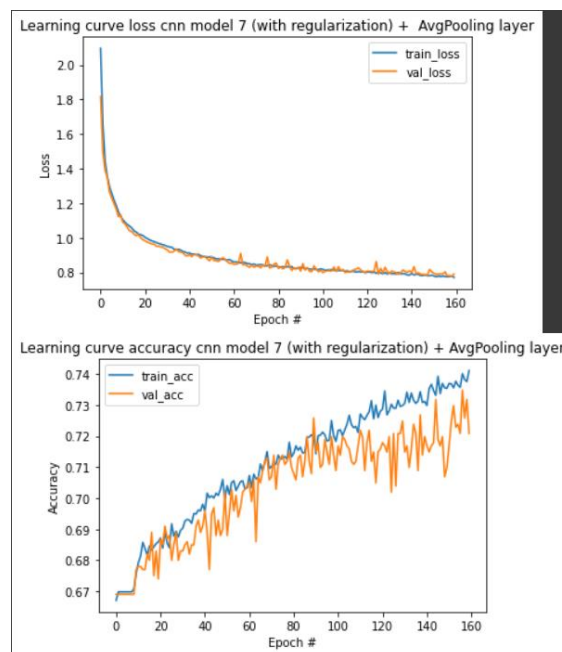 Learning curve loss cnn model 7 (with regularization) + AvgPooling layer
train_loss
val_loss
2.0
1.8
1.6
1.4
1.2
1.0
0.8
Loss
0 20 40 60 80 100 120 140 160
Epoch #
Learning curve accuracy cnn model 7 (with regularization) + AvgPooling layer
train_acc
val_acc
0.74
0.73
0.72
0.71
0.70
0.69
0.68
0.67
Accuracy
0 20 40 60 80 100 120 140 160
Epoch #